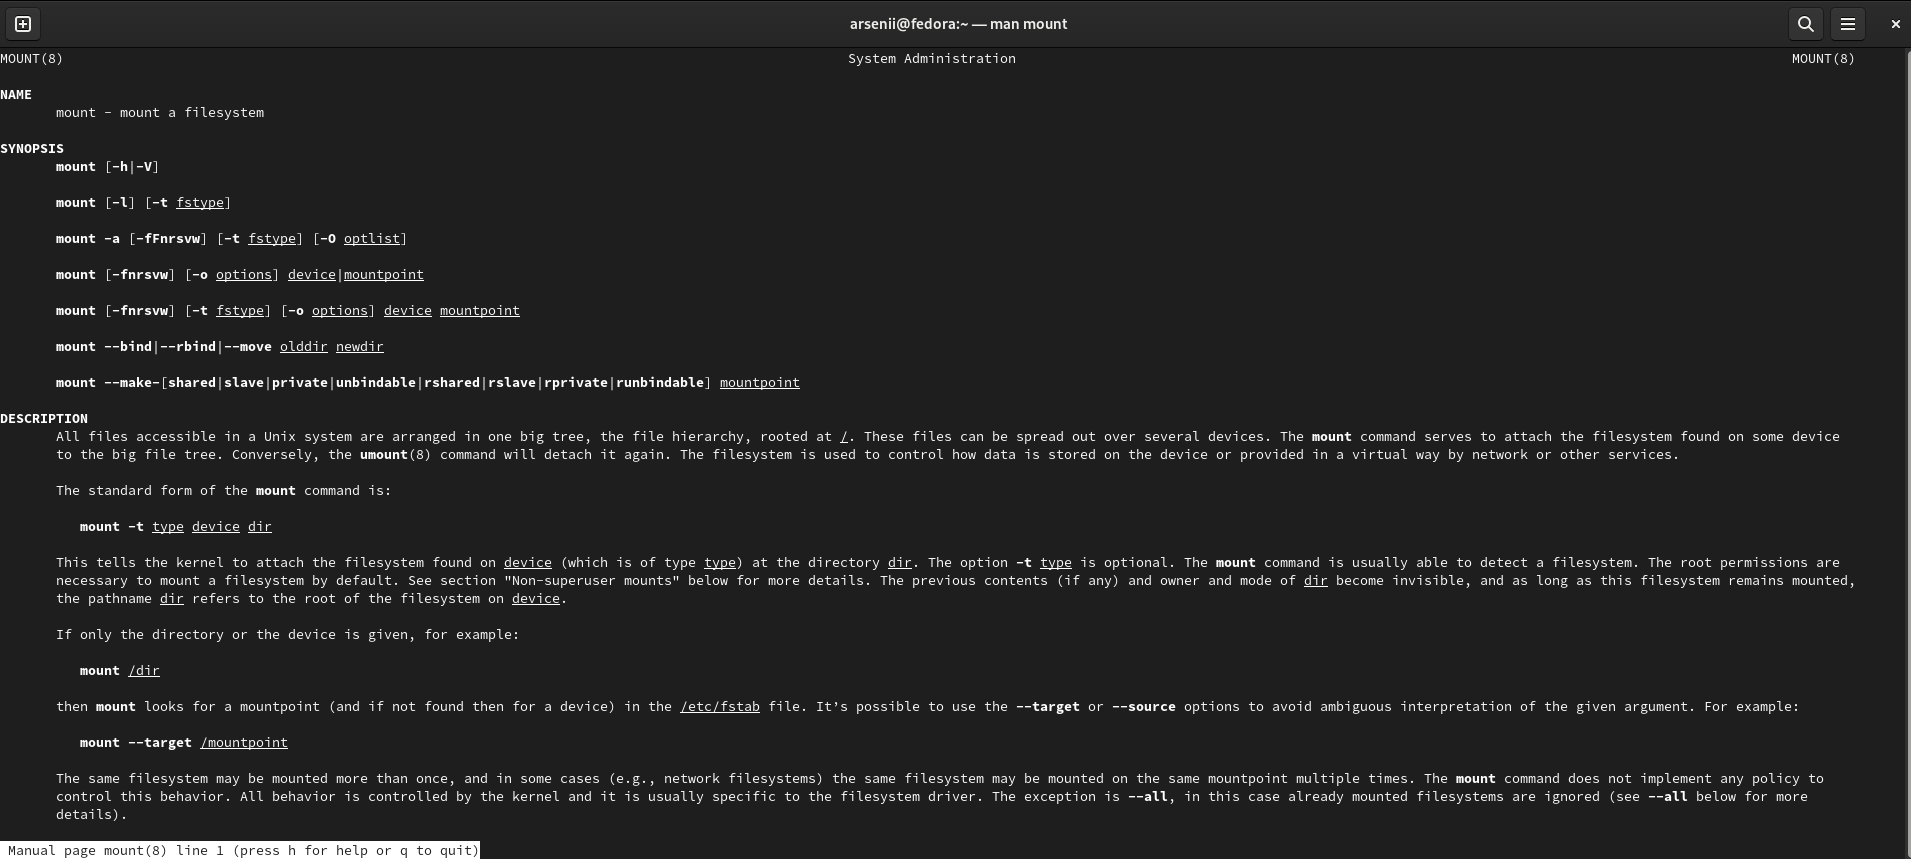 arsenii@fedora:~ — man mount
MOUNT(8) System Administration MOUNT(8)
NAME
mount - mount a filesystem
SYNOPSIS
mount [-h|-V]
mount [-l] [-t fstype]
mount -a [-fFnrsvw] [-t fstype] [-O optlist]
mount [-fnrsvw] [-o options] device|mountpoint
mount [-fnrsvw] [-t fstype] [-o options] device mountpoint
mount --bind|--rbind|--move olddir newdir
mount --make-[shared|slave|private|unbindable|rshared|rslave|rprivate|runbindable] mountpoint
DESCRIPTION
All files accessible in a Unix system are arranged in one big tree, the file hierarchy, rooted at /. These files can be spread out over several devices. The mount command serves to attach the filesystem found on some device
to the big file tree. Conversely, the umount(8) command will detach it again. The filesystem is used to control how data is stored on the device or provided in a virtual way by network or other services.
The standard form of the mount command is:
mount -t type device dir
This tells the kernel to attach the filesystem found on device (which is of type type) at the directory dir. The option -t type is optional. The mount command is usually able to detect a filesystem. The root permissions are
necessary to mount a filesystem by default. See section "Non-superuser mounts" below for more details. The previous contents (if any) and owner and mode of dir become invisible, and as long as this filesystem remains mounted,
the pathname dir refers to the root of the filesystem on device.
If only the directory or the device is given, for example:
mount /dir
then mount looks for a mountpoint (and if not found then for a device) in the /etc/fstab file. It’s possible to use the --target or --source options to avoid ambiguous interpretation of the given argument. For example:
mount --target /mountpoint
The same filesystem may be mounted more than once, and in some cases (e.g., network filesystems) the same filesystem may be mounted on the same mountpoint multiple times. The mount command does not implement any policy to
control this behavior. All behavior is controlled by the kernel and it is usually specific to the filesystem driver. The exception is --all, in this case already mounted filesystems are ignored (see --all below for more
details).
Manual page mount(8) line 1 (press h for help or q to quit)